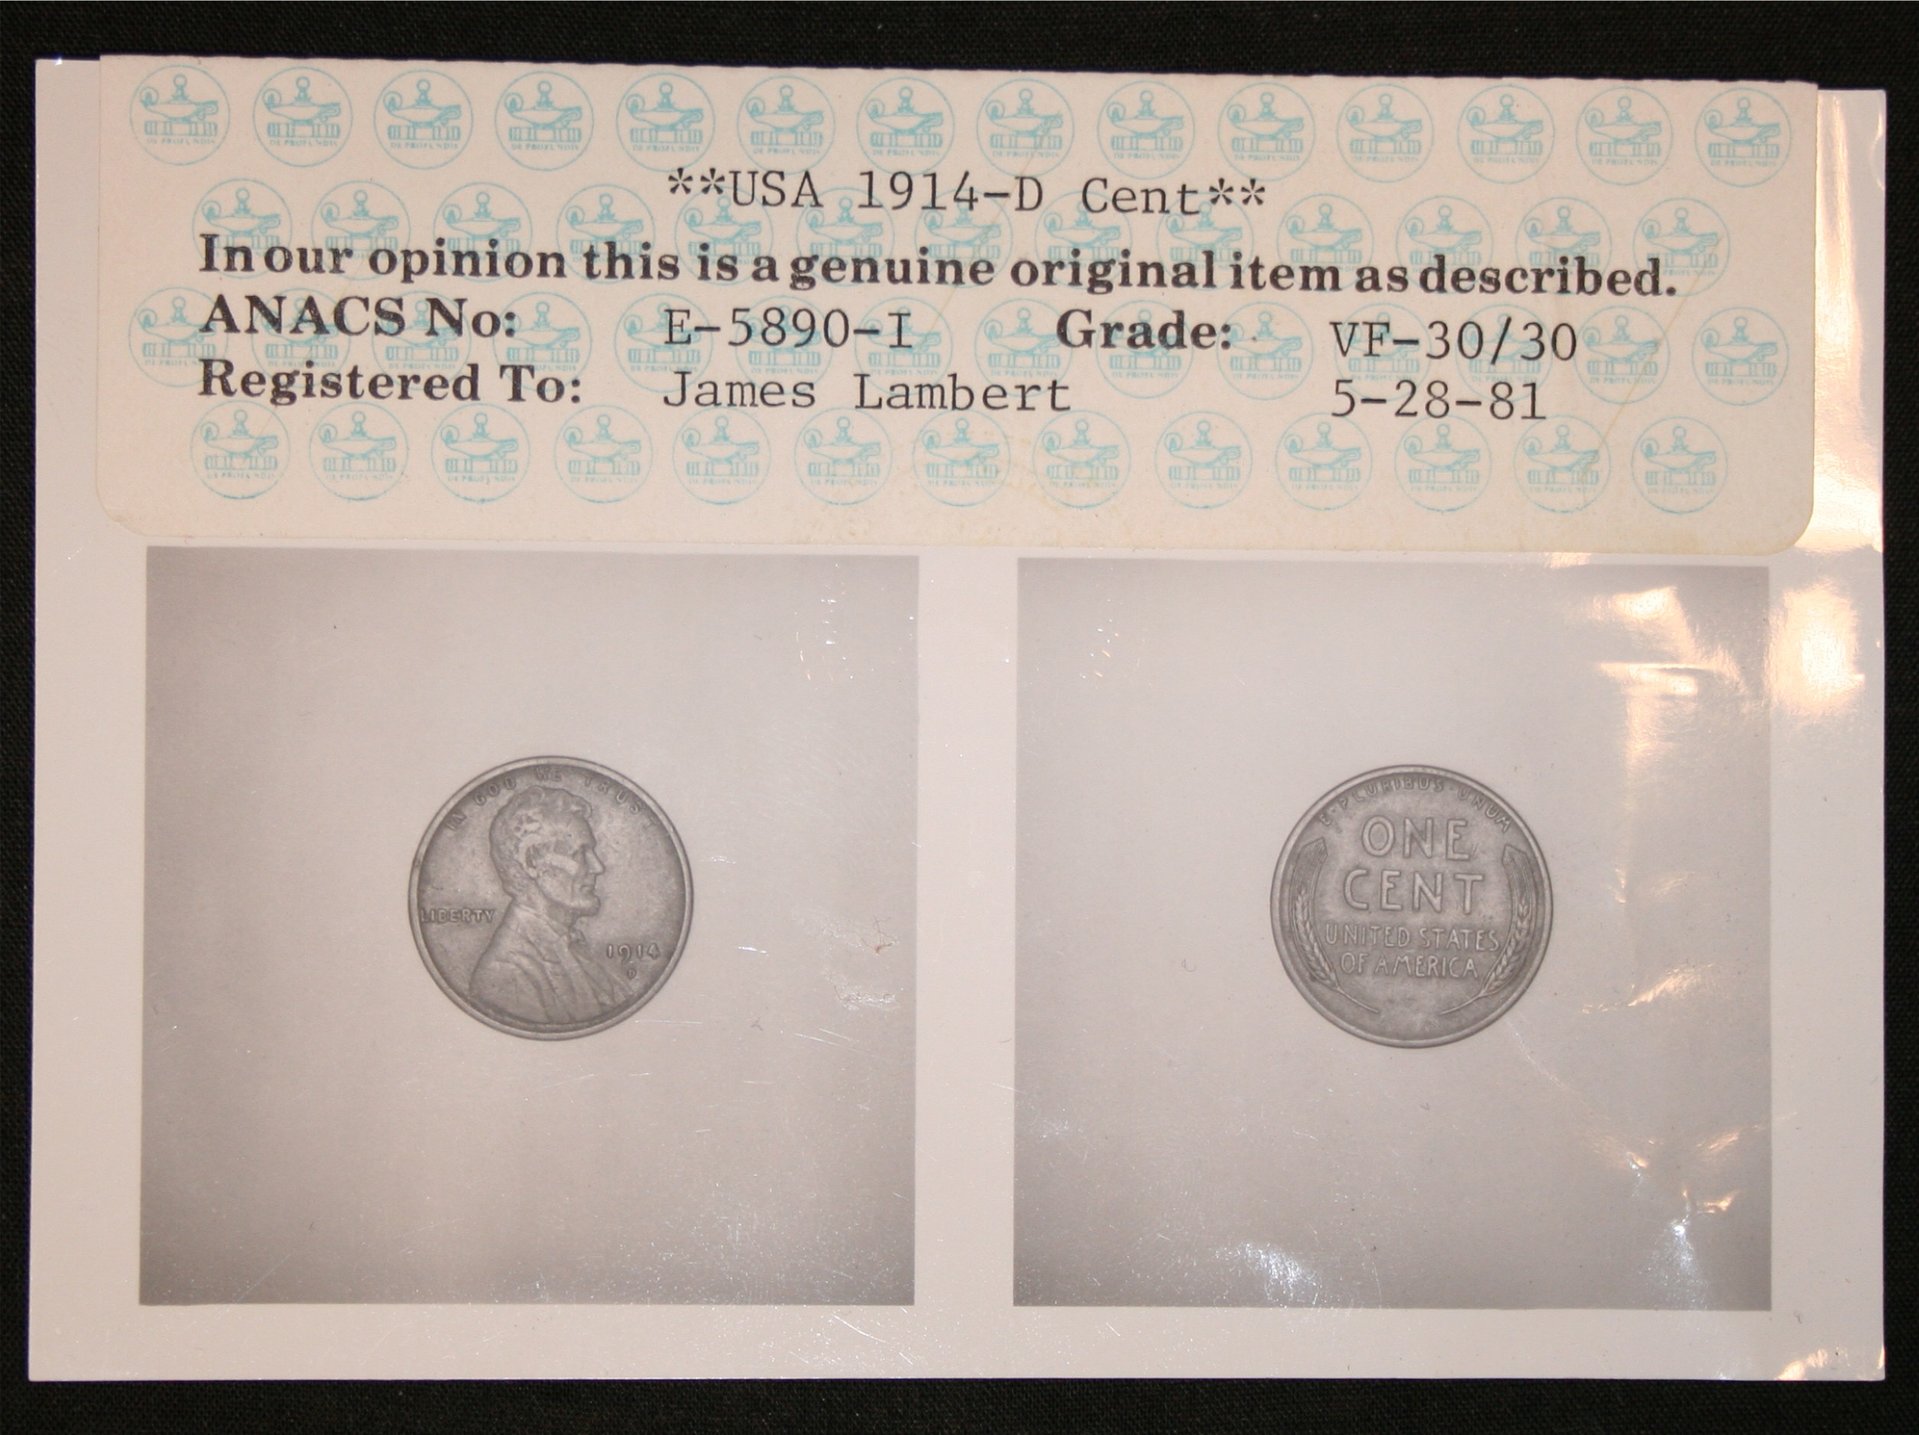 **USA 1914-D Cent**
In our opinion this is a genuine original item as described.
ANACS No: E-5890-I Grade: VF-30/30
Registered To: James Lambert 5-28-81
IN GOD WE TRUST
LIBERTY
1914
D
E·PLURIBUS·UNUM
ONE
CENT
UNITED STATES
OF AMERICA